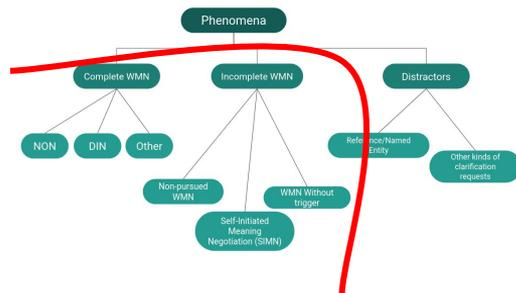 Phenomena
Complete WMN
Incomplete WMN
Distractors
NON
DIN
Other
Reference/Named
Entity
Other kinds of
clarification
requests
Non-pursued
WMN
WMN Without
trigger
Self-Initiated
Meaning
Negotiation (SIMN)